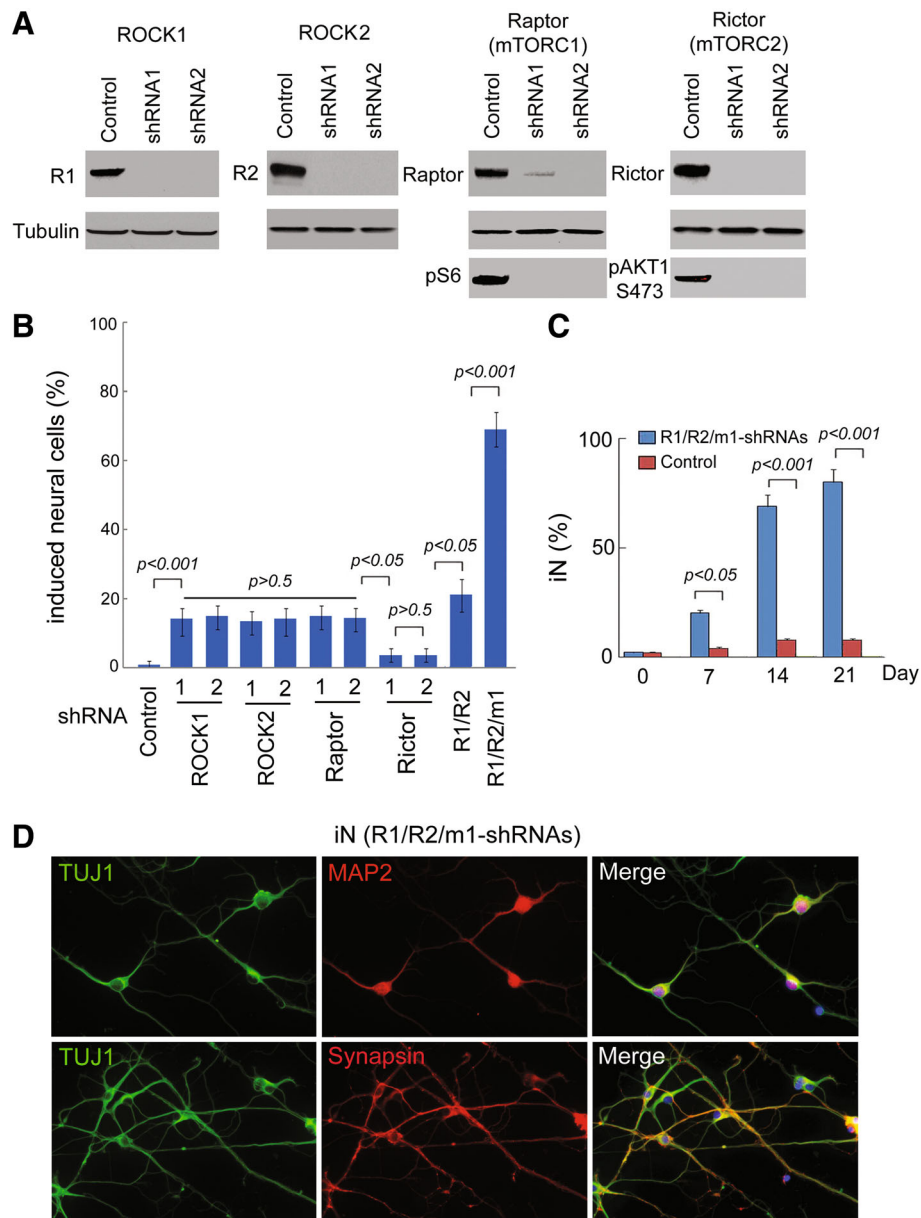 A
ROCK1
ROCK2
Raptor
(mTORC1)
Rictor
(mTORC2)
Control
shRNA1
shRNA2
Control
shRNA1
shRNA2
Control
shRNA1
shRNA2
Control
shRNA1
shRNA2
R1
R2
Raptor
Rictor
Tubulin
pS6
pAKT1
S473
B
induced neural cells (%)
100
80
60
40
20
0
p<0.001
p>0.5
p<0.05
p>0.5
p<0.05
p<0.001
shRNA
1 2 1 2 1 2 1 2
Control
ROCK1
ROCK2
Raptor
Rictor
R1/R2
R1/R2/m1
C
R1/R2/m1-shRNAs
Control
iN (%)
100
50
0
p<0.05
p<0.001
p<0.001
0 7 14 21 Day
D
iN (R1/R2/m1-shRNAs)
TUJ1
MAP2
Merge
TUJ1
Synapsin
Merge